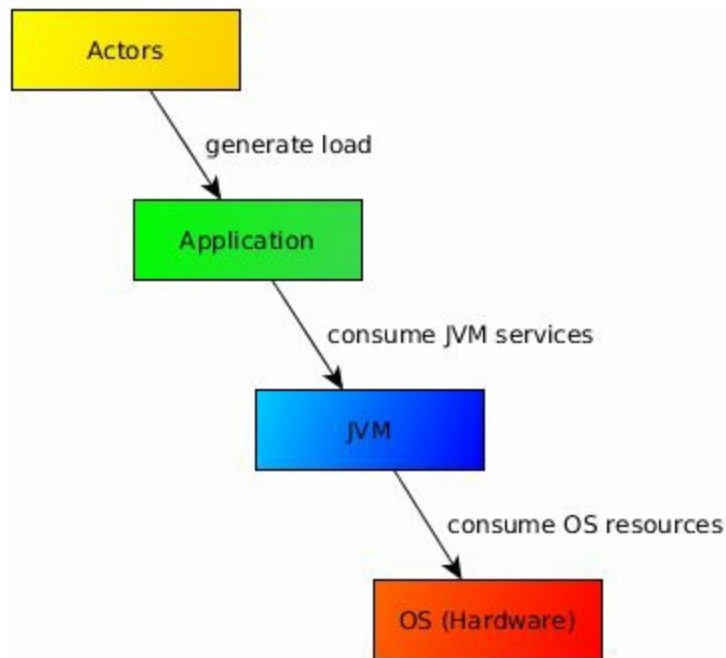 Actors
generate load
Application
consume JVM services
JVM
consume OS resources
OS (Hardware)